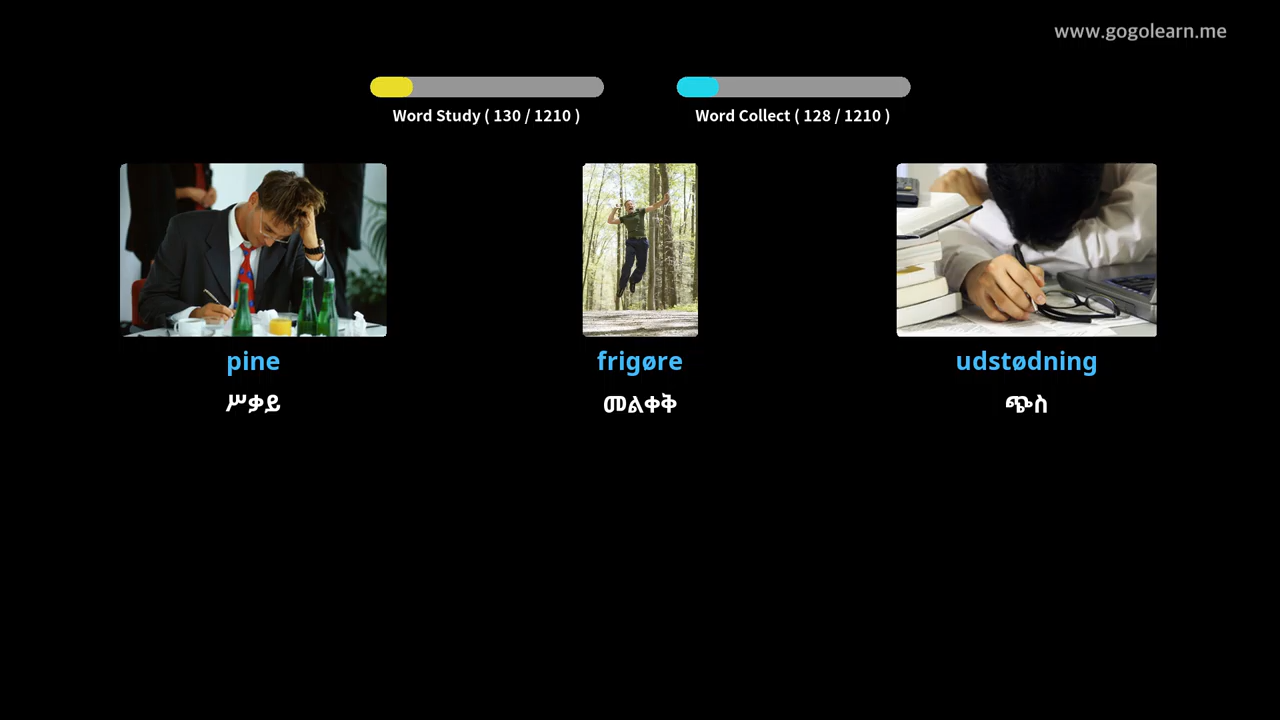 www.gogolearn.me
Word Study ( 130 / 1210 )
Word Collect ( 128 / 1210 )
pine
frigøre
udstødning
ሥቃይ
መልቀቅ
ጭስ